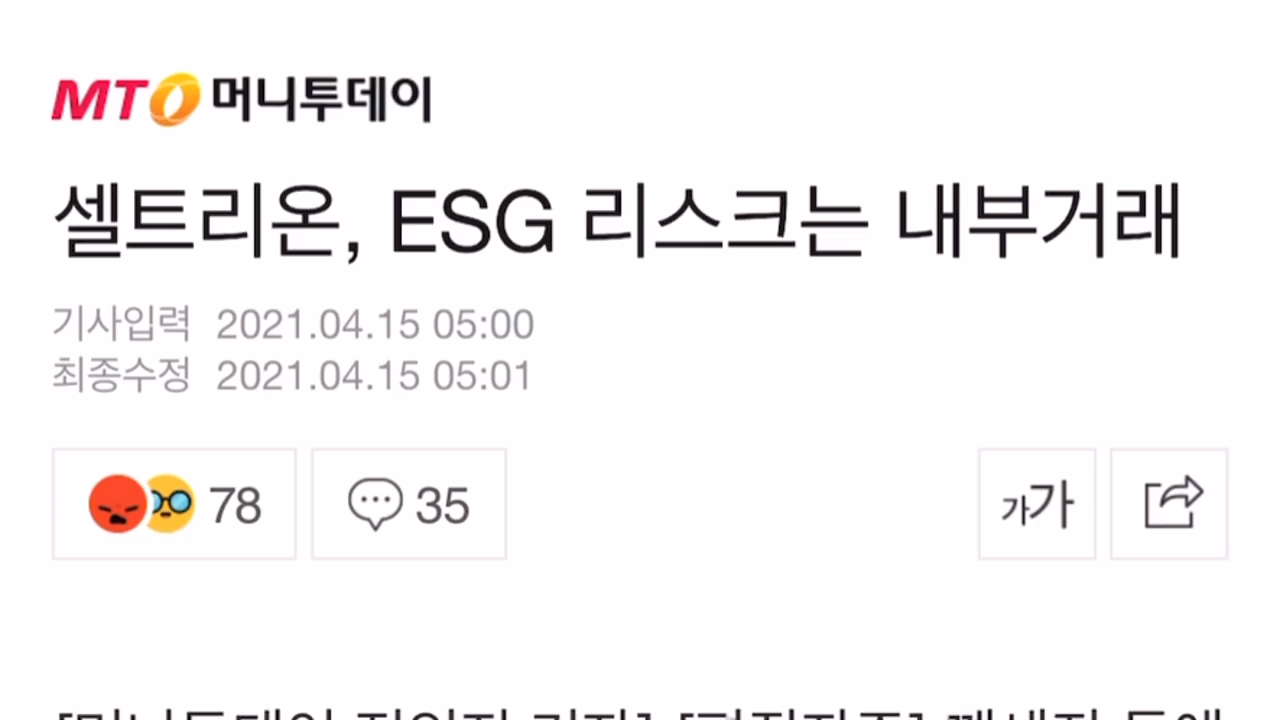 MTO 머니투데이
셀트리온, ESG 리스크는 내부거래
기사입력 2021.04.15 05:00
최종수정 2021.04.15 05:01
78 35 가가